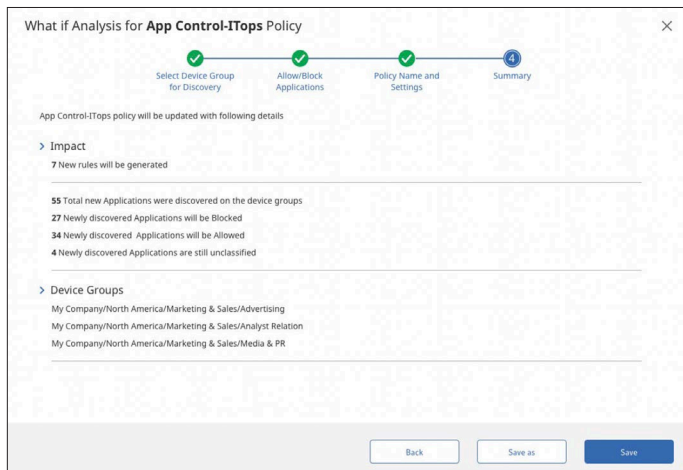 What if Analysis for App Control-ITops Policy
4
Select Device Group
for Discovery
Allow/Block
Applications
Policy Name and
Settings
Summary
App Control-ITops policy will be updated with following details
Impact
7 New rules will be generated
55 Total new Applications were discovered on the device groups
27 Newly discovered Applications will be Blocked
34 Newly discovered Applications will be Allowed
4 Newly discovered Applications are still unclassified
Device Groups
My Company/North America/Marketing & Sales/Advertising
My Company/North America/Marketing & Sales/Analyst Relation
My Company/North America/Marketing & Sales/Media & PR
Back
Save as
Save